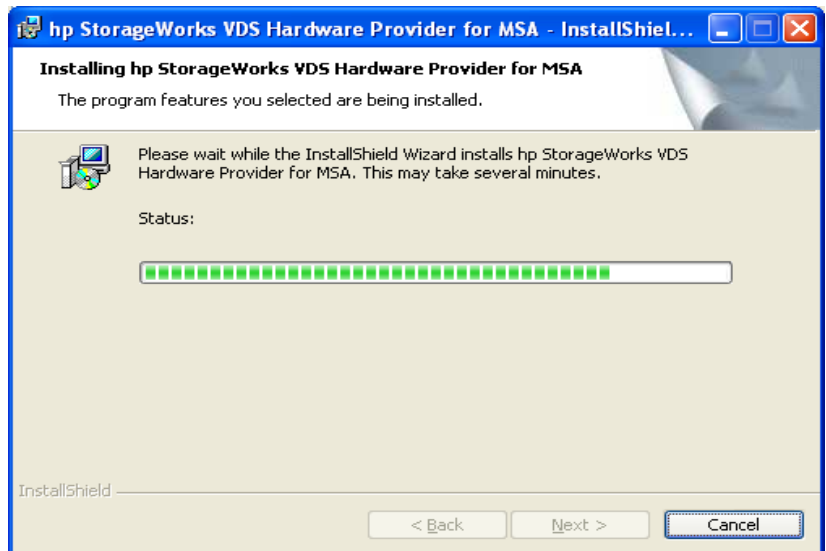 hp StorageWorks VDS Hardware Provider for MSA - InstallShiel...
Installing hp StorageWorks VDS Hardware Provider for MSA
The program features you selected are being installed.
Please wait while the InstallShield Wizard installs hp StorageWorks VDS
Hardware Provider for MSA. This may take several minutes.
Status:
InstallShield
< Back
Next >
Cancel